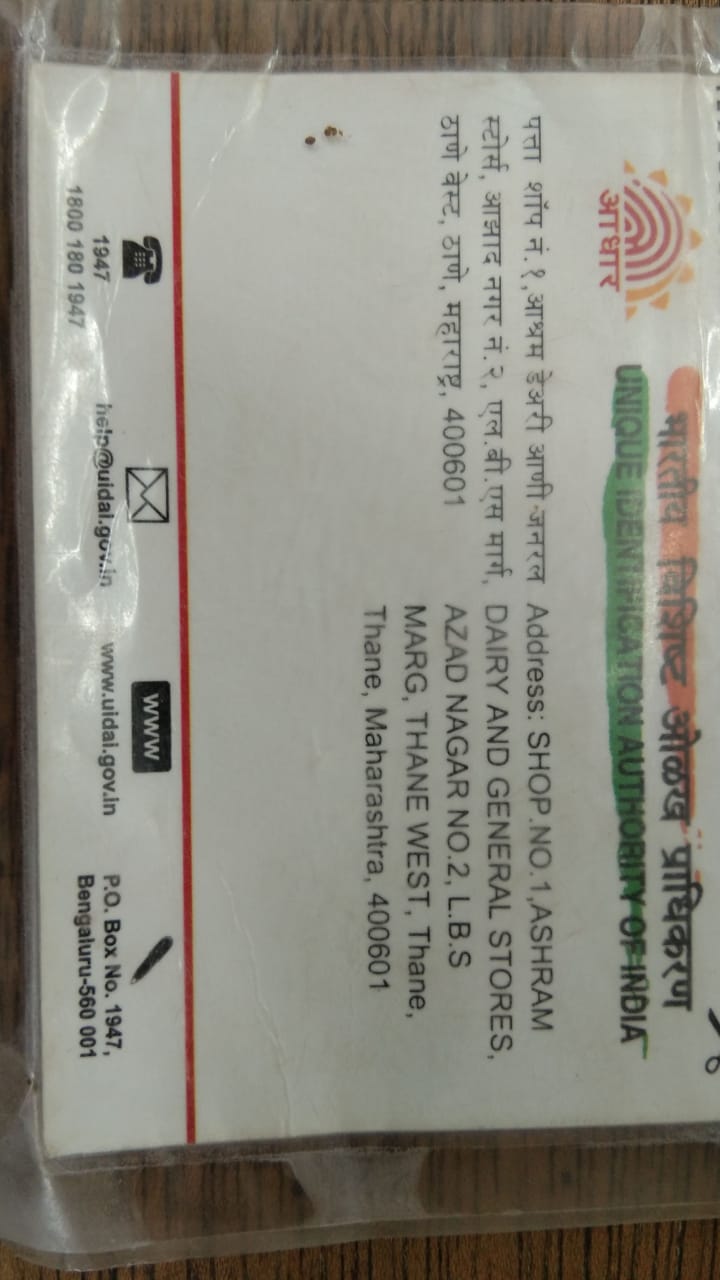 भारतीय विशिष्ट ओळख प्राधिकरण
UNIQUE IDENTIFICATION AUTHORITY OF INDIA
आधार
पत्ता शॉप नं.१,आश्रम डेअरी आणी जनरल
स्टोर्स, आझाद नगर नं.२, एल.बी.एस मार्ग,
ठाणे वेस्ट, ठाणे, महाराष्ट्र, 400601
Address: SHOP.NO.1,ASHRAM
DAIRY AND GENERAL STORES,
AZAD NAGAR NO.2, L.B.S
MARG, THANE WEST, Thane,
Thane, Maharashtra, 400601
1947
1800 180 1947
help@uidai.gov.in
www
www.uidai.gov.in
P.O. Box No. 1947,
Bengaluru-560 001